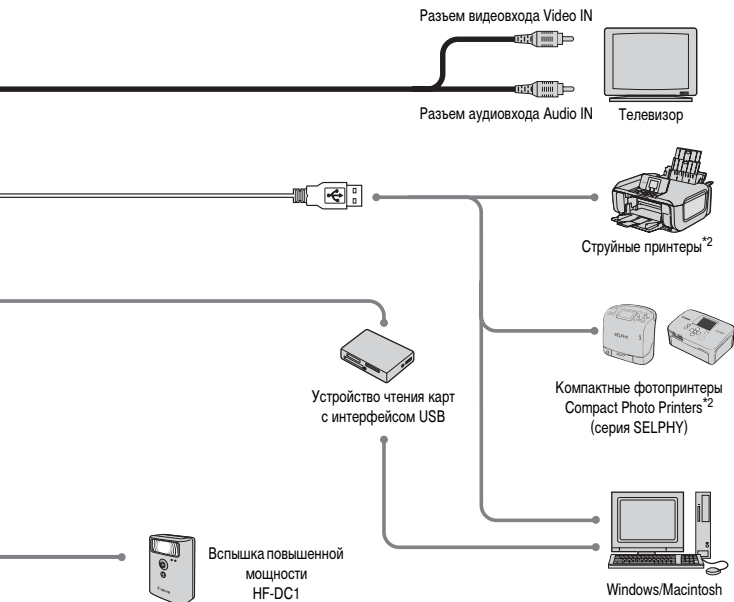 Разъем видеовхода Video IN
Разъем аудиовхода Audio IN
Телевизор
Струйные принтеры*2
SELPHY
Устройство чтения карт
с интерфейсом USB
Компактные фотопринтеры
Compact Photo Printers*2
(серия SELPHY)
Вспышка повышенной
мощности
HF-DC1
Windows/Macintosh